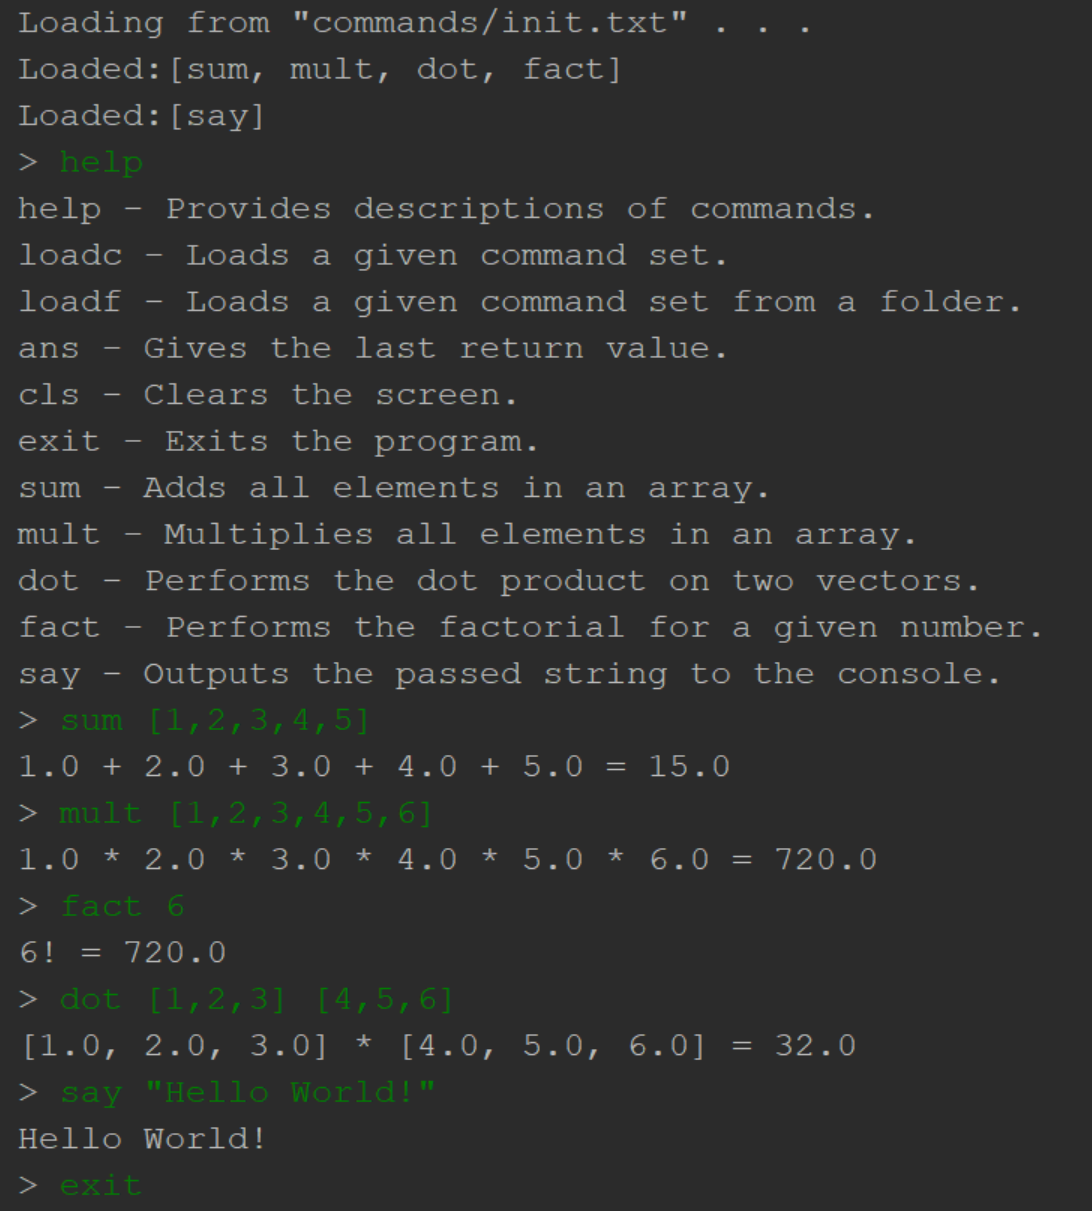 Loading from "commands/init.txt" . . .
Loaded:[sum, mult, dot, fact]
Loaded:[say]
> help
help - Provides descriptions of commands.
loadc - Loads a given command set.
loadf - Loads a given command set from a folder.
ans - Gives the last return value.
cls - Clears the screen.
exit - Exits the program.
sum - Adds all elements in an array.
mult - Multiplies all elements in an array.
dot - Performs the dot product on two vectors.
fact - Performs the factorial for a given number.
say - Outputs the passed string to the console.
> sum [1,2,3,4,5]
1.0 + 2.0 + 3.0 + 4.0 + 5.0 = 15.0
> mult [1,2,3,4,5,6]
1.0 * 2.0 * 3.0 * 4.0 * 5.0 * 6.0 = 720.0
> fact 6
6! = 720.0
> dot [1,2,3] [4,5,6]
[1.0, 2.0, 3.0] * [4.0, 5.0, 6.0] = 32.0
> say "Hello World!"
Hello World!
> exit